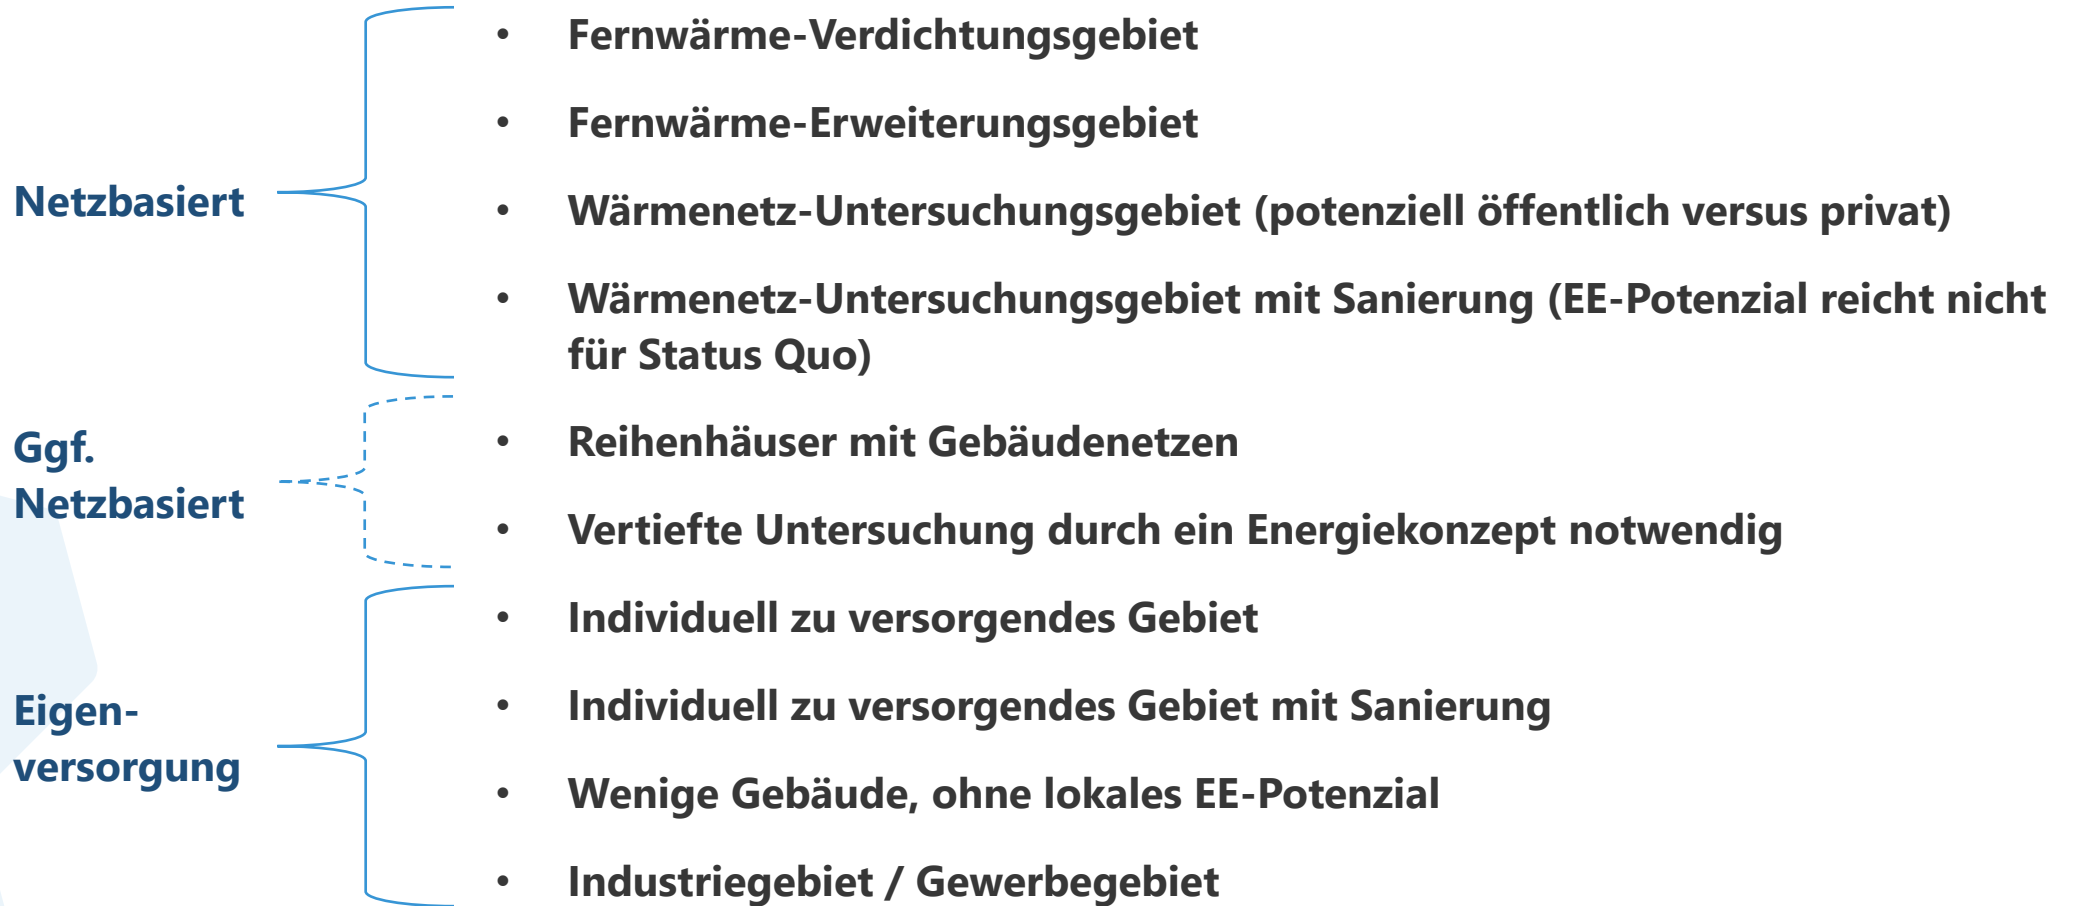 Netzbasiert
• Fernwärme-Verdichtungsgebiet
• Fernwärme-Erweiterungsgebiet
• Wärmenetz-Untersuchungsgebiet (potenziell öffentlich versus privat)
• Wärmenetz-Untersuchungsgebiet mit Sanierung (EE-Potenzial reicht nicht
für Status Quo)
Ggf.
Netzbasiert
• Reihenhäuser mit Gebäudenetzen
• Vertiefte Untersuchung durch ein Energiekonzept notwendig
Eigen-
versorgung
• Individuell zu versorgendes Gebiet
• Individuell zu versorgendes Gebiet mit Sanierung
• Wenige Gebäude, ohne lokales EE-Potenzial
• Industriegebiet / Gewerbegebiet